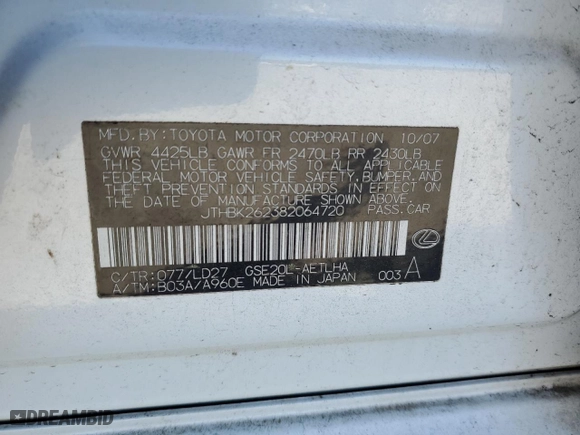 MFD. BY: TOYOTA MOTOR CORPORATION 10/07
GVWR 4425LB GAWR FR 2470LB RR 2430LB
THIS VEHICLE CONFORMS TO ALL APPLICABLE
FEDERAL MOTOR VEHICLE SAFETY, BUMPER, AND
THEFT PREVENTION STANDARDS IN EFFECT ON
THE DATE OF MANUFACTURE SHOWN ABOVE.
JTHBK262382064720 PASS.CAR
C/TR:077/LD27 GSE20L-AETLHA
A/TM:B03A/A960E MADE IN JAPAN 003 A
DREAMBID